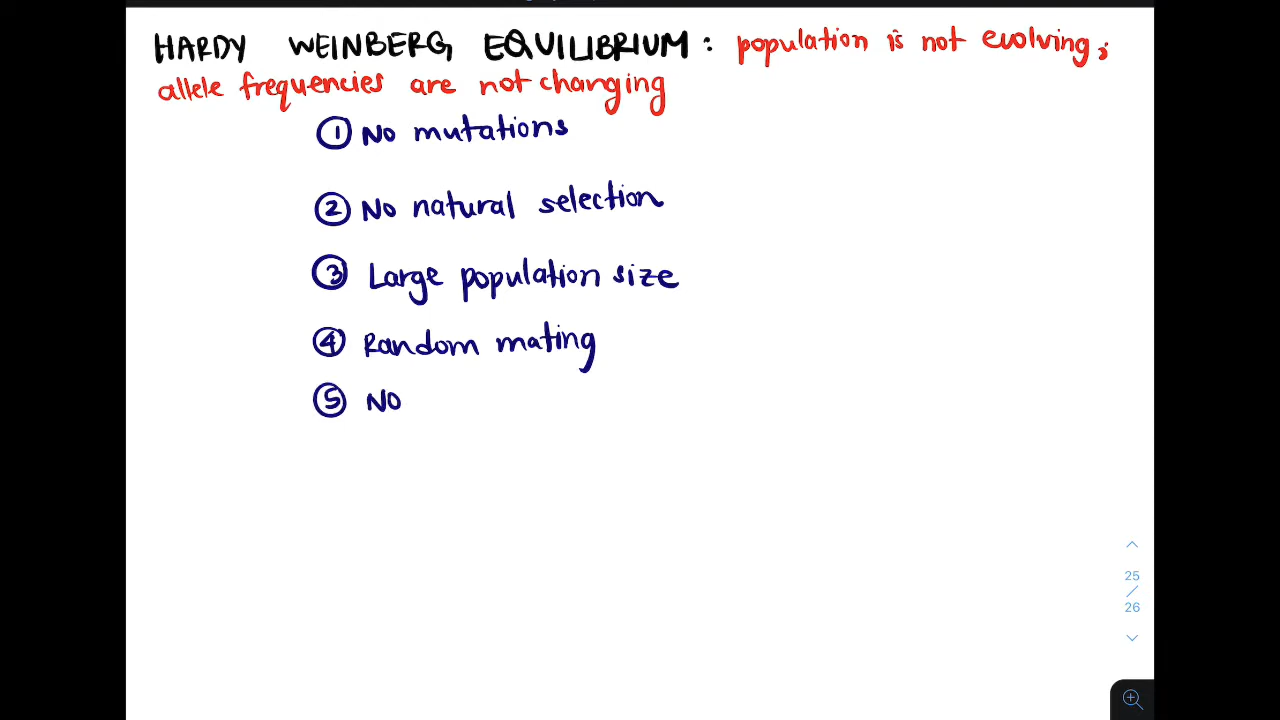 HARDY WEINBERG EQUILIBRIUM: population is not evolving;
allele frequencies are not changing
① No mutations
② No natural selection
③ Large population size
④ Random mating
⑤ No
25
/
26